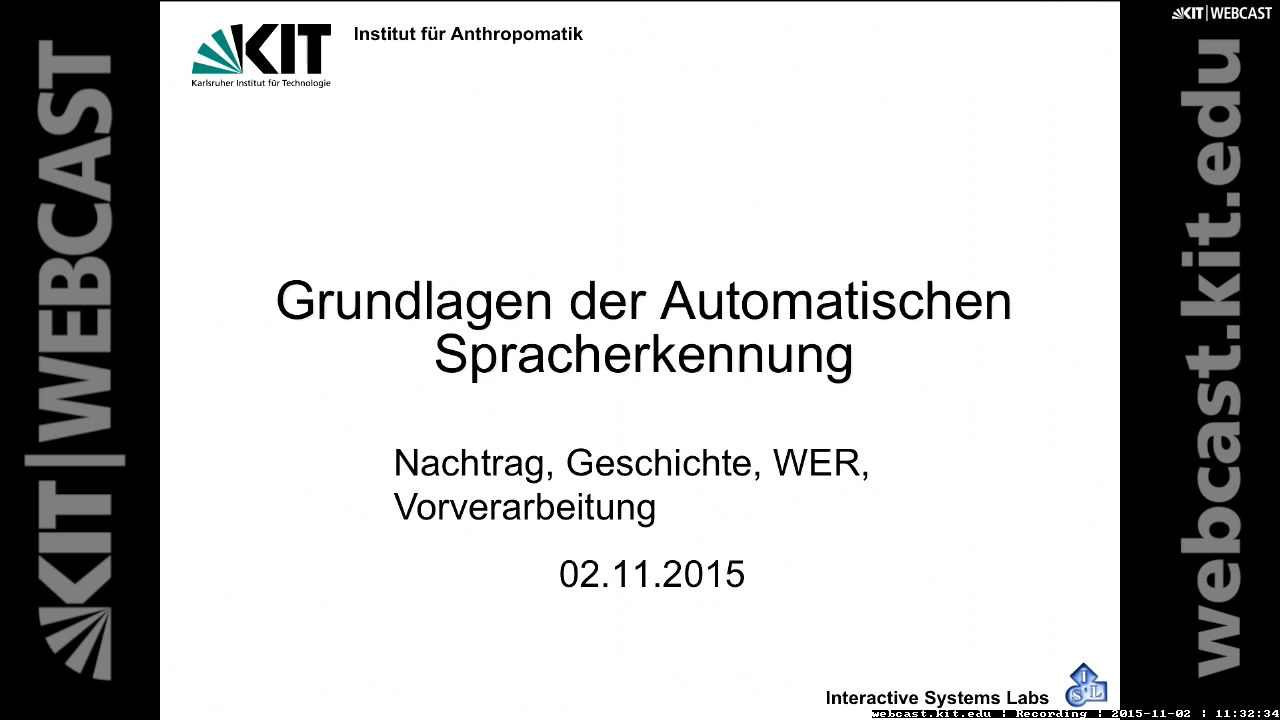 KIT
Karlsruher Institut für Technologie
Institut für Anthropomatik
KIT | WEBCAST
KIT | WEBCAST
webcast.kit.edu
Grundlagen der Automatischen
Spracherkennung
Nachtrag, Geschichte, WER,
Vorverarbeitung
02.11.2015
Interactive Systems Labs
I
S L
webcast.kit.edu | Recording | 2015-11-02 | 11:32:34